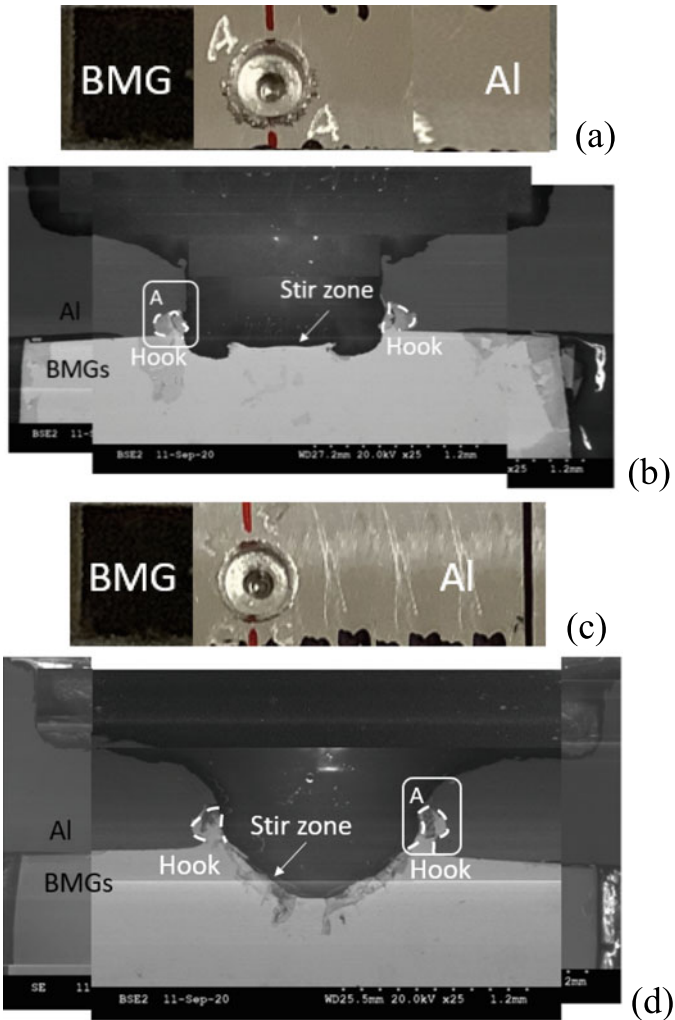 BMG
A
A
Al
(a)
Stir zone
A
Al
Hook
Hook
BMGs
BSE2 11-S
BSE2 11-Sep-20
WD27.2mm 20.0kV x25 1.2mm
x25 1.2mm
(b)
BMG
Al
(c)
A
Al
Stir zone
Hook
Hook
BMGs
SE 11
BSE2 11-Sep-20
WD25.5mm 20.0kV x25 1.2mm
2mm
(d)